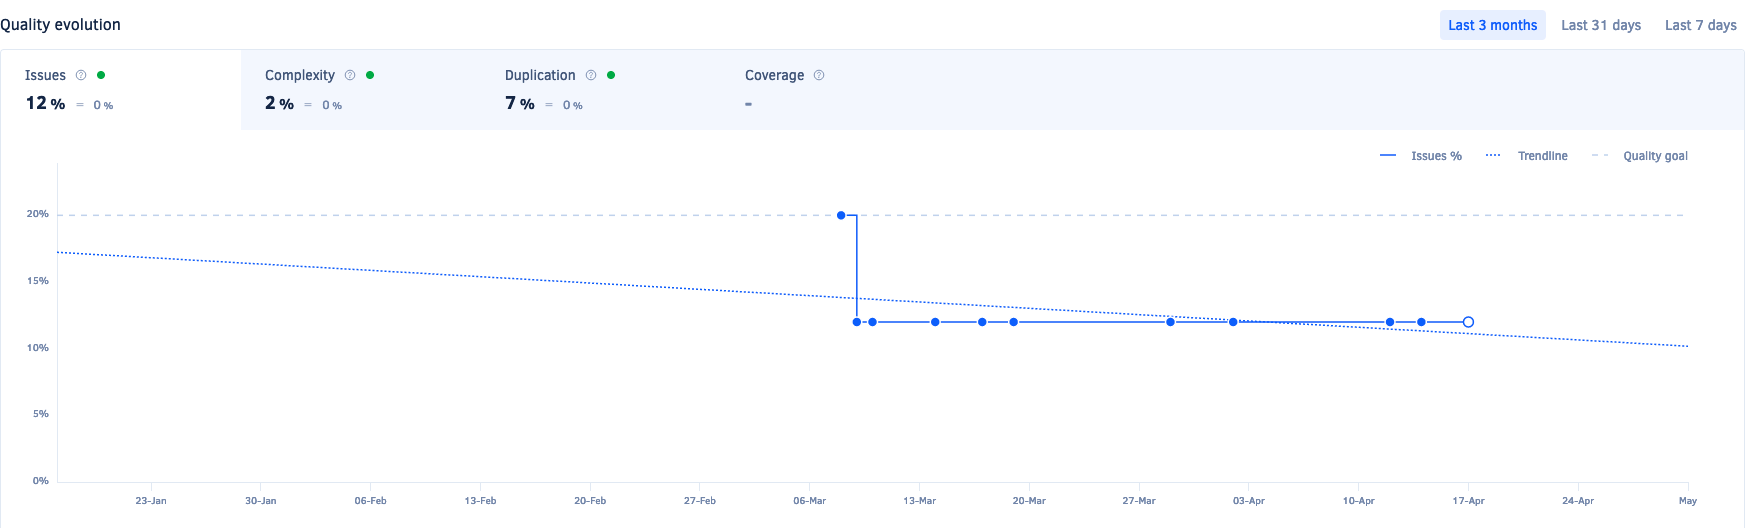 Quality evolution
Last 3 months Last 31 days Last 7 days
Issues Complexity Duplication Coverage
12 % = 0 % 2 % = 0 % 7 % = 0 % -
Issues % Trendline Quality goal
20%
15%
10%
5%
0%
23-Jan 30-Jan 06-Feb 13-Feb 20-Feb 27-Feb 06-Mar 13-Mar 20-Mar 27-Mar 03-Apr 10-Apr 17-Apr 24-Apr May